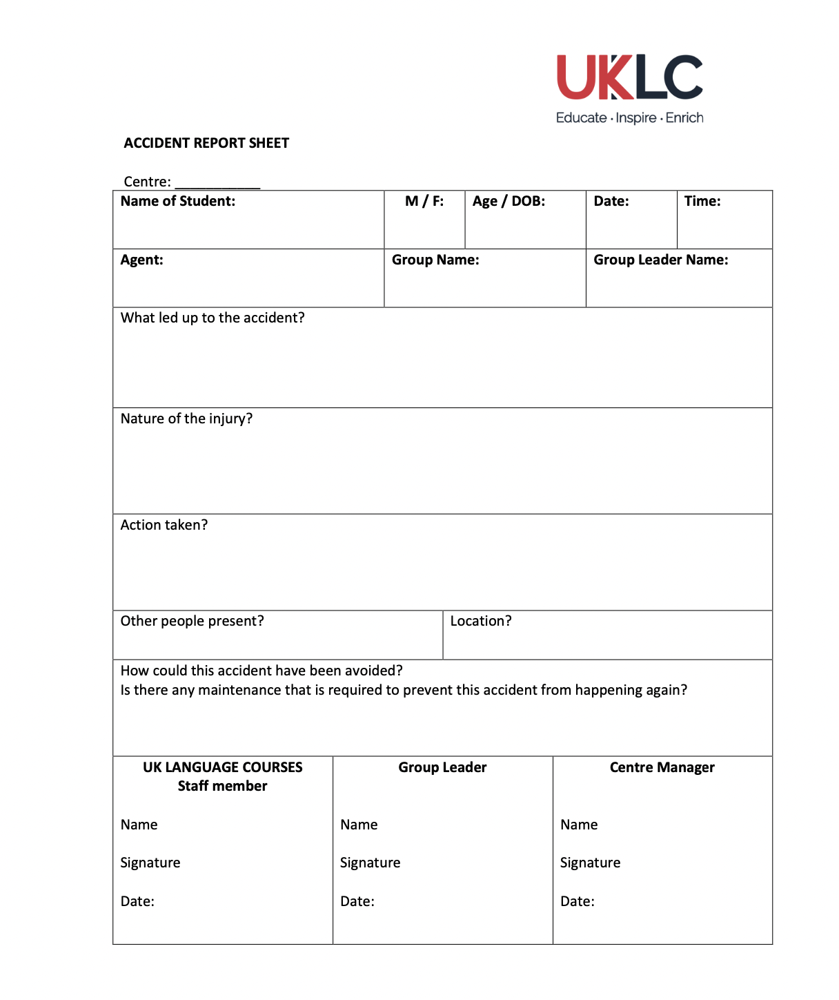 UKLC
Educate · Inspire · Enrich
ACCIDENT REPORT SHEET
Centre: ___________
Name of Student:
M / F:
Age / DOB:
Date:
Time:
Agent:
Group Name:
Group Leader Name:
What led up to the accident?
Nature of the injury?
Action taken?
Other people present?
Location?
How could this accident have been avoided?
Is there any maintenance that is required to prevent this accident from happening again?
UK LANGUAGE COURSES
Staff member
Name
Signature
Date:
Group Leader
Name
Signature
Date:
Centre Manager
Name
Signature
Date: